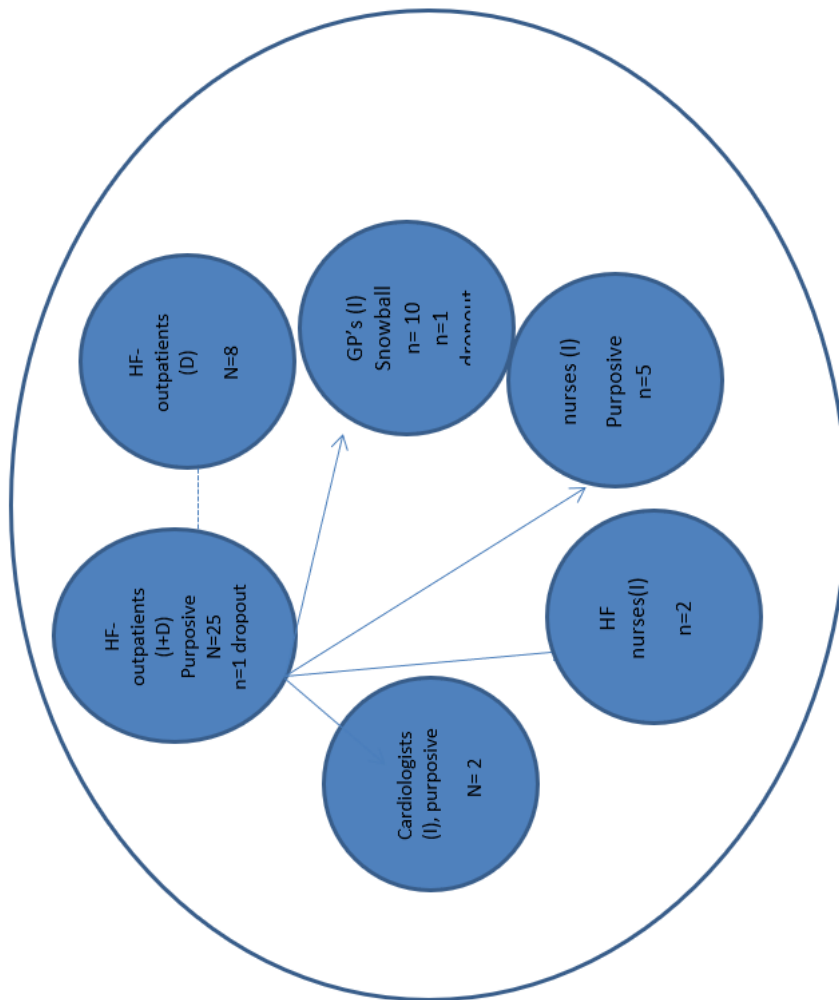 HF-
outpatients
(I+D)
Purposive
N=25
n=1 dropout
HF-
outpatients
(D)
N=8
Cardiologists
(I), purposive
N= 2
GP's (I)
Snowball
n= 10
n=1
dropout
HF
nurses(I)
n=2
nurses (I)
Purposive
n=5